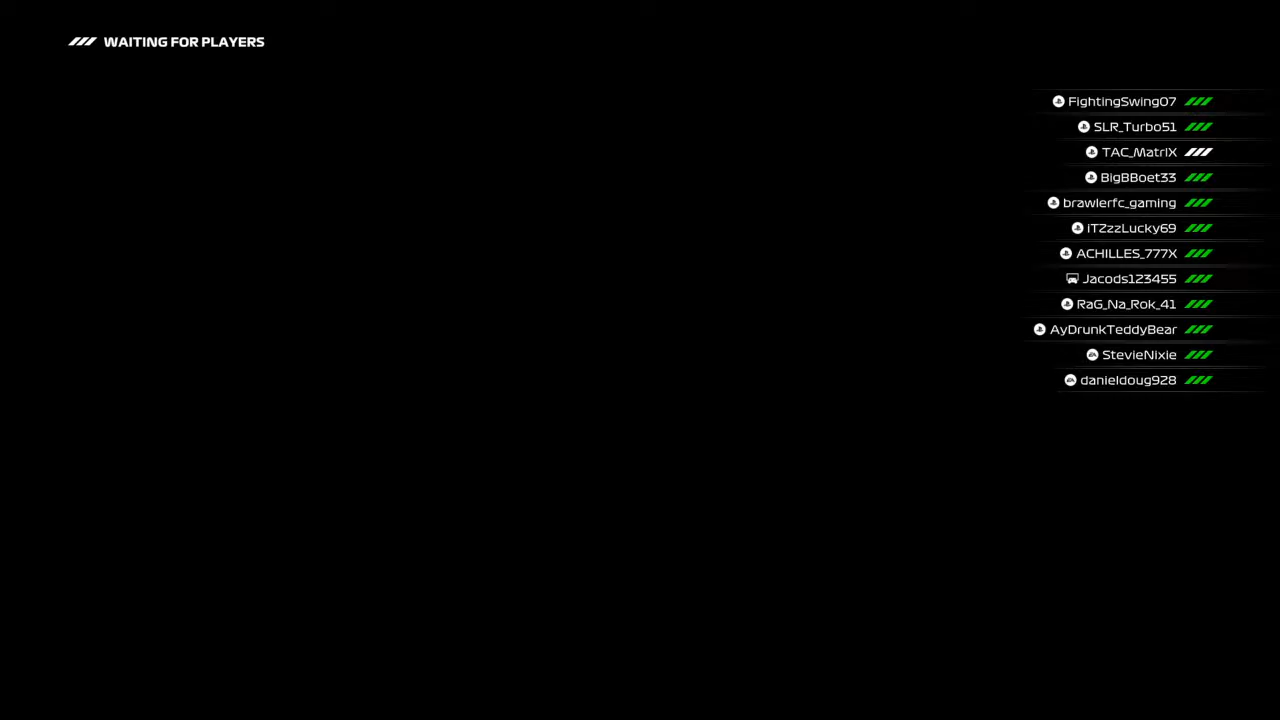 WAITING FOR PLAYERS
FightingSwing07
SLR_Turbo51
TAC_MatrIX
BigBBoet33
brawlerfc_gaming
iTZzzLucky69
ACHILLES_777X
Jacods123455
RaG_Na_Rok_41
AyDrunkTeddyBear
StevieNixie
danieldoug928